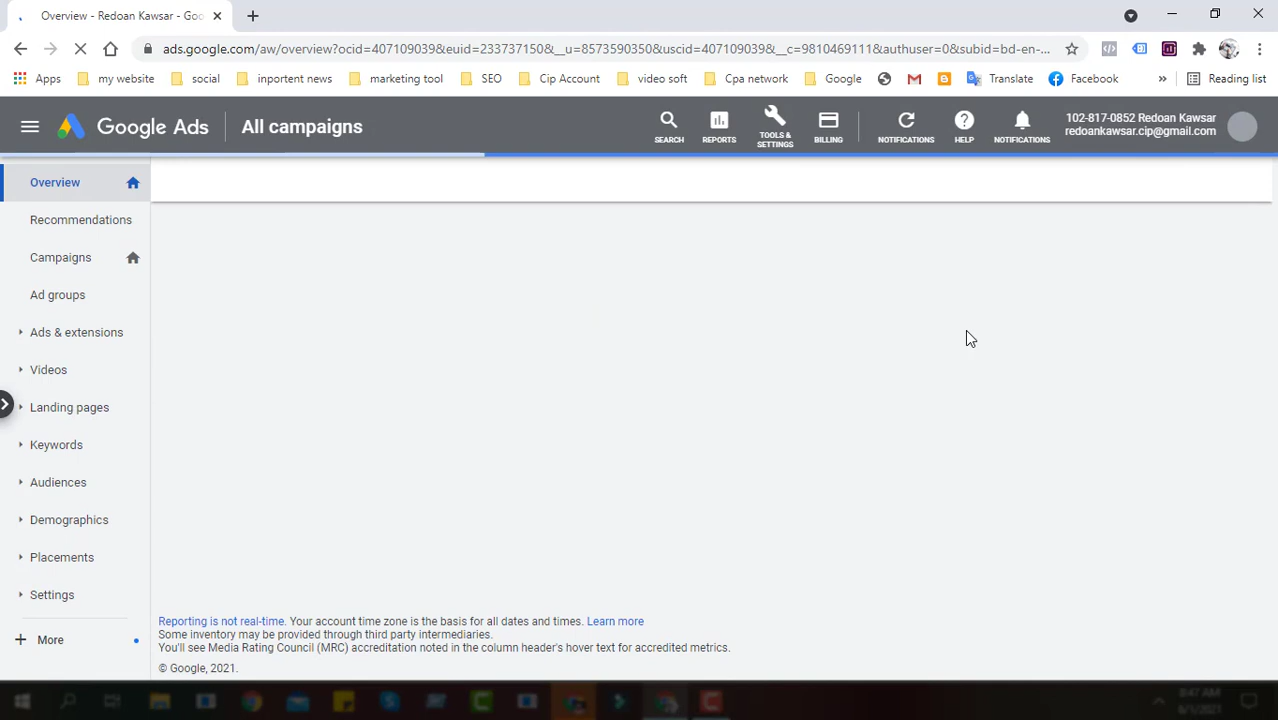 Overview - Redoan Kawsar - Goo
ads.google.com/aw/overview?ocid=407109039&euid=233737150&__u=8573590350&uscid=407109039&__c=9810469111&authuser=0&subid=bd-en-...
Apps my website social inportent news marketing tool SEO Cip Account video soft Cpa network Google Translate Facebook » Reading list
Google Ads All campaigns
SEARCH REPORTS TOOLS & SETTINGS BILLING NOTIFICATIONS HELP NOTIFICATIONS
102-817-0852 Redoan Kawsar
redoankawsar.cip@gmail.com
Overview
Recommendations
Campaigns
Ad groups
Ads & extensions
Videos
Landing pages
Keywords
Audiences
Demographics
Placements
Settings
More
Reporting is not real-time. Your account time zone is the basis for all dates and times. Learn more
Some inventory may be provided through third party intermediaries.
You'll see Media Rating Council (MRC) accreditation noted in the column header's hover text for accredited metrics.
© Google, 2021.
8:47 AM
8/1/2021